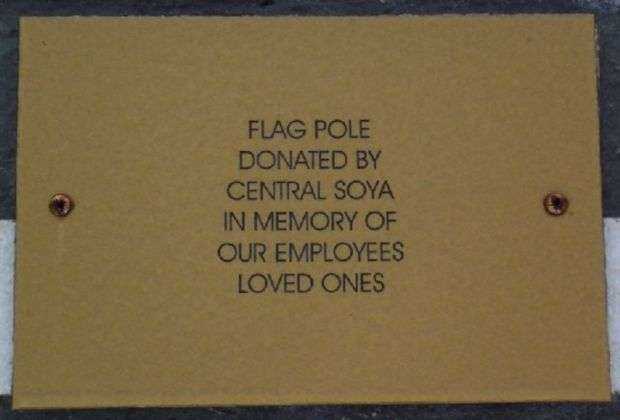 FLAG POLE
DONATED BY
CENTRAL SOYA
IN MEMORY OF
OUR EMPLOYEES
LOVED ONES